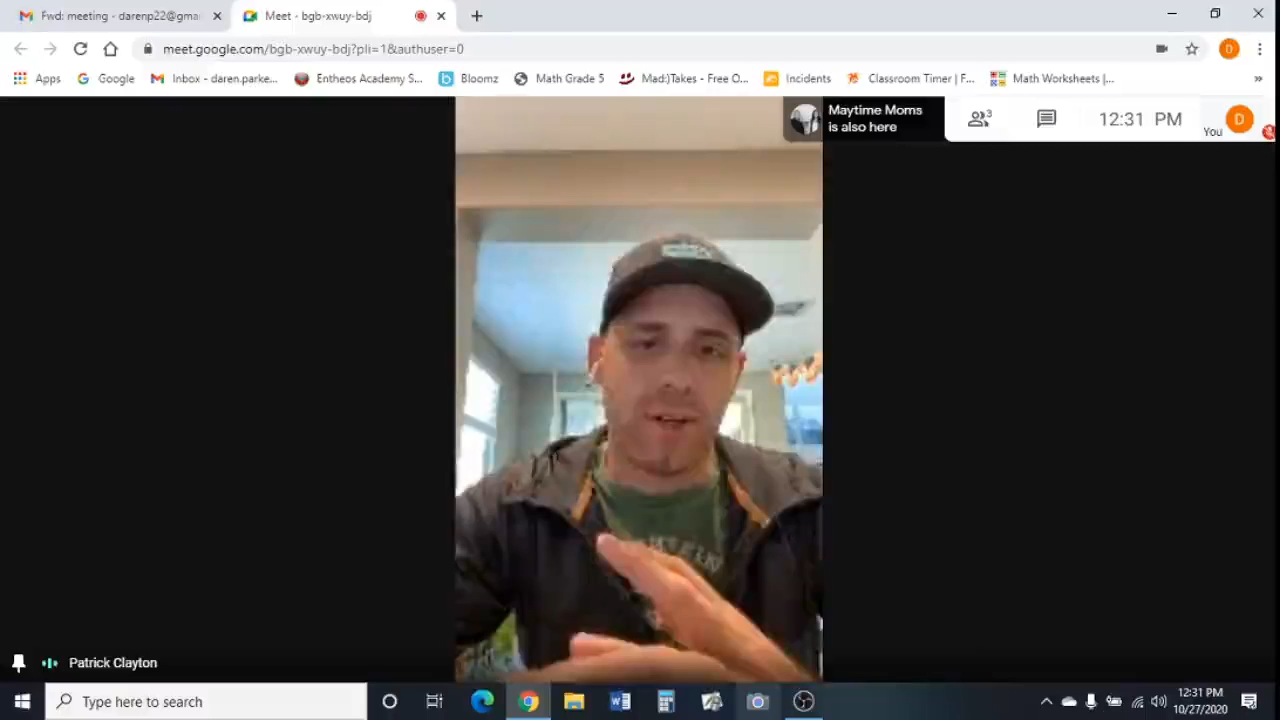 Fwd: meeting - darenp22@gma
Meet - bgb-xwuy-bdj
meet.google.com/bgb-xwuy-bdj?pli=1&authuser=0
D
Apps
Google
Inbox - daren.parke...
Entheos Academy S...
Bloomz
Math Grade 5
Mad:)Takes - Free O...
Incidents
Classroom Timer | F...
Math Worksheets |...
»
Maytime Moms
is also here
3
12:31 PM
You
D
Patrick Clayton
Type here to search
12:31 PM
10/27/2020